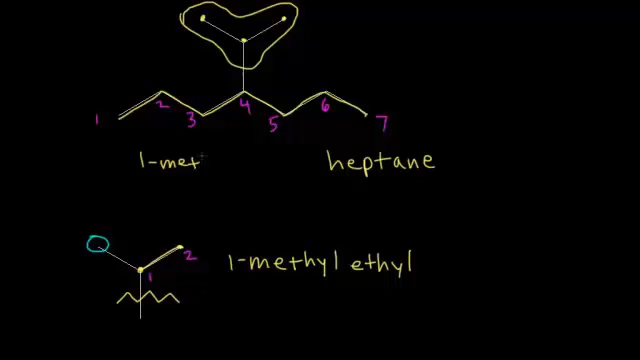 1 2 3 4 5 6 7
1-met heptane
1 2
1-methyl ethyl